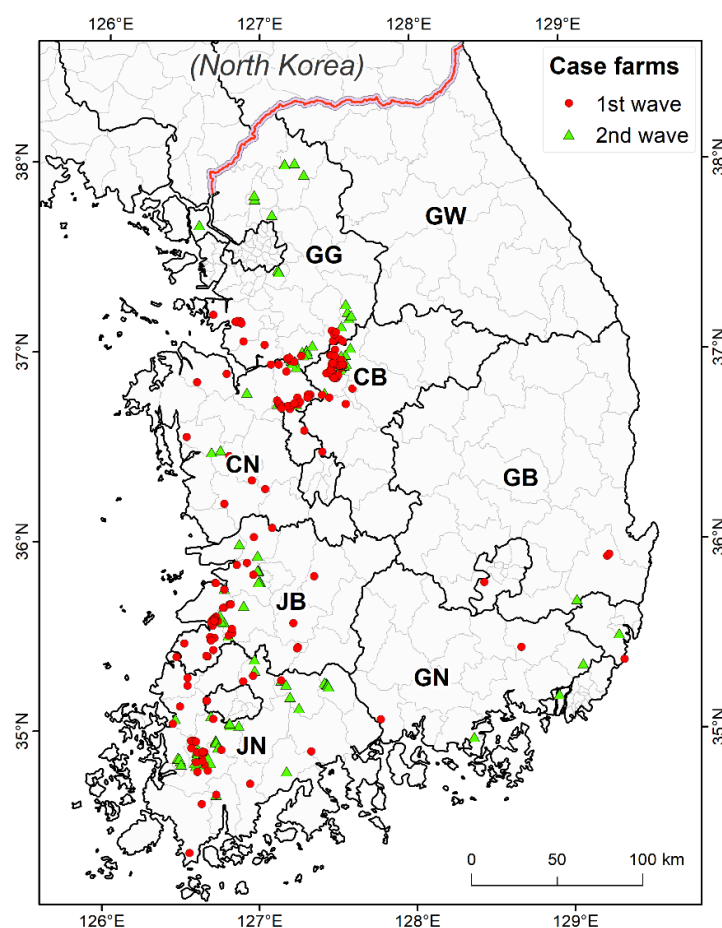 126°E 127°E 128°E 129°E
(North Korea)
Case farms
1st wave
2nd wave
38°N 38°N
GW
GG
37°N 37°N
CB
CN
GB
36°N 36°N
JB
GN
35°N 35°N
JN
0 50 100 km
126°E 127°E 128°E 129°E